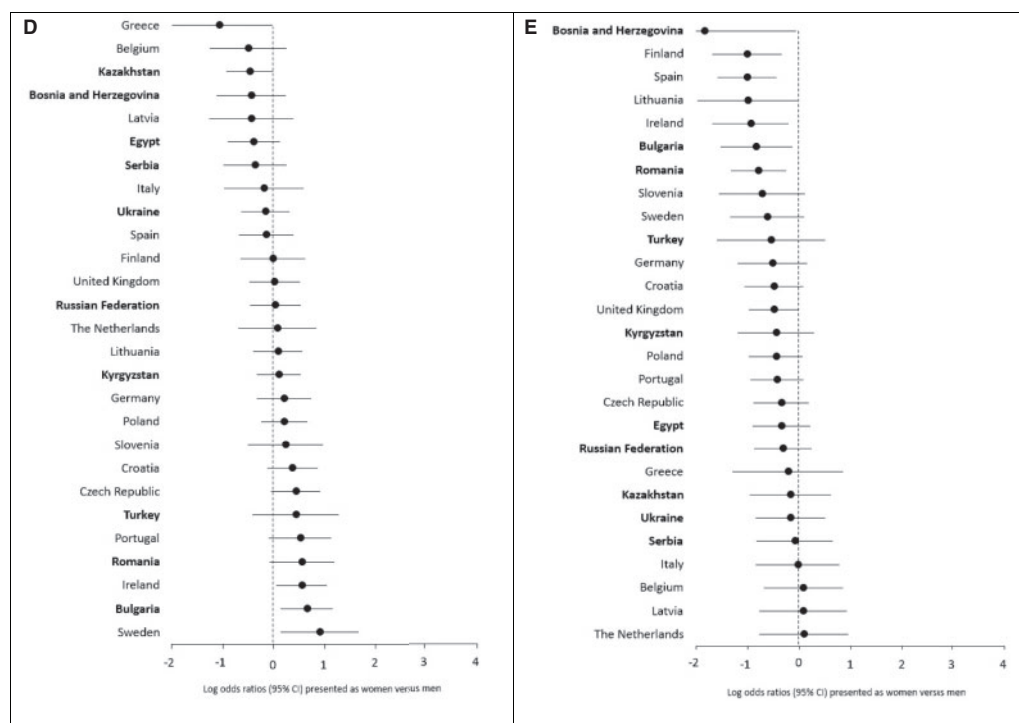 D
Greece
Belgium
Kazakhstan
Bosnia and Herzegovina
Latvia
Egypt
Serbia
Italy
Ukraine
Spain
Finland
United Kingdom
Russian Federation
The Netherlands
Lithuania
Kyrgyzstan
Germany
Poland
Slovenia
Croatia
Czech Republic
Turkey
Portugal
Romania
Ireland
Bulgaria
Sweden
-2 -1 0 1 2 3 4
Log odds ratios (95% CI) presented as women versus men
E
Bosnia and Herzegovina
Finland
Spain
Lithuania
Ireland
Bulgaria
Romania
Slovenia
Sweden
Turkey
Germany
Croatia
United Kingdom
Kyrgyzstan
Poland
Portugal
Czech Republic
Egypt
Russian Federation
Greece
Kazakhstan
Ukraine
Serbia
Italy
Belgium
Latvia
The Netherlands
-2 -1 0 1 2 3 4
Log odds ratios (95% CI) presented as women versus men